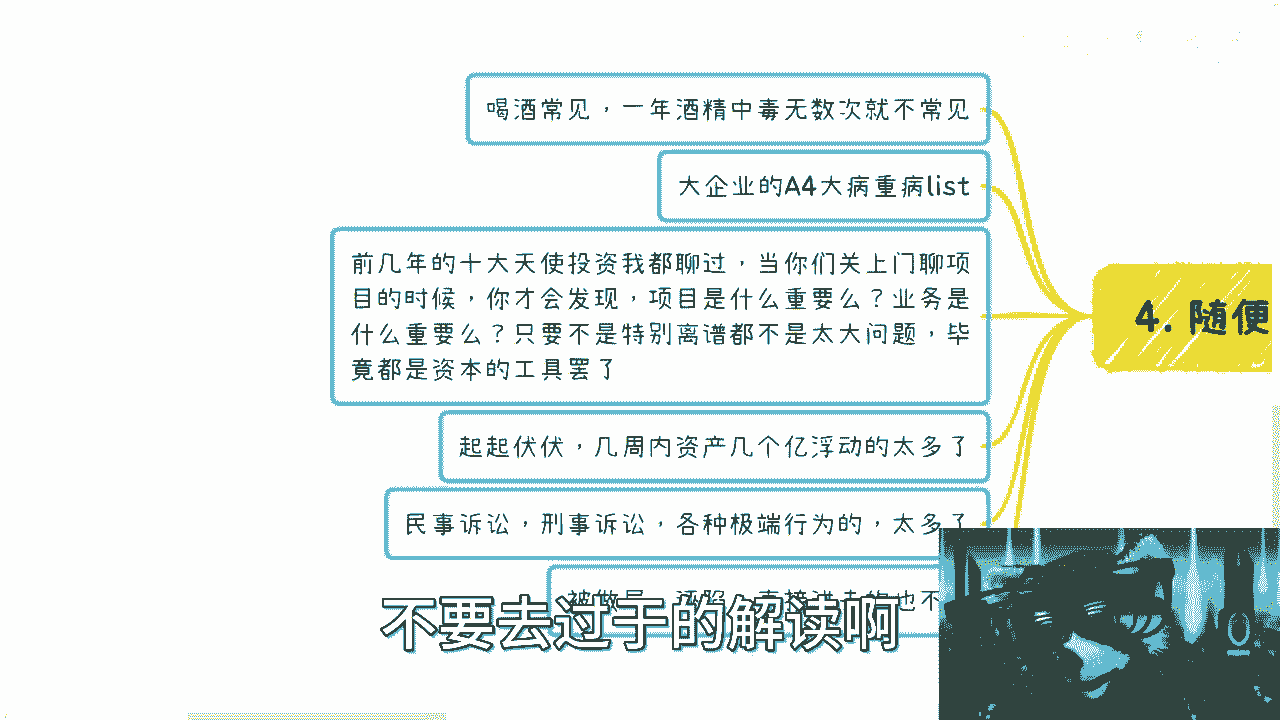 喝酒常见，一年酒精中毒无数次就不常见
大企业的A4大病重病list
前几年的十大天使投资我都聊过，当你们关上门聊项
目的时候，你才会发现，项目是什么重要么？业务是
什么重要么？只要不是特别离谱都不是太大问题，毕
竟都是资本的工具罢了
4. 随便
起起伏伏，几周内资产几个亿浮动的太多了
民事诉讼，刑事诉讼，各种极端行为的，太多了
也不
不要去过于的解读啊